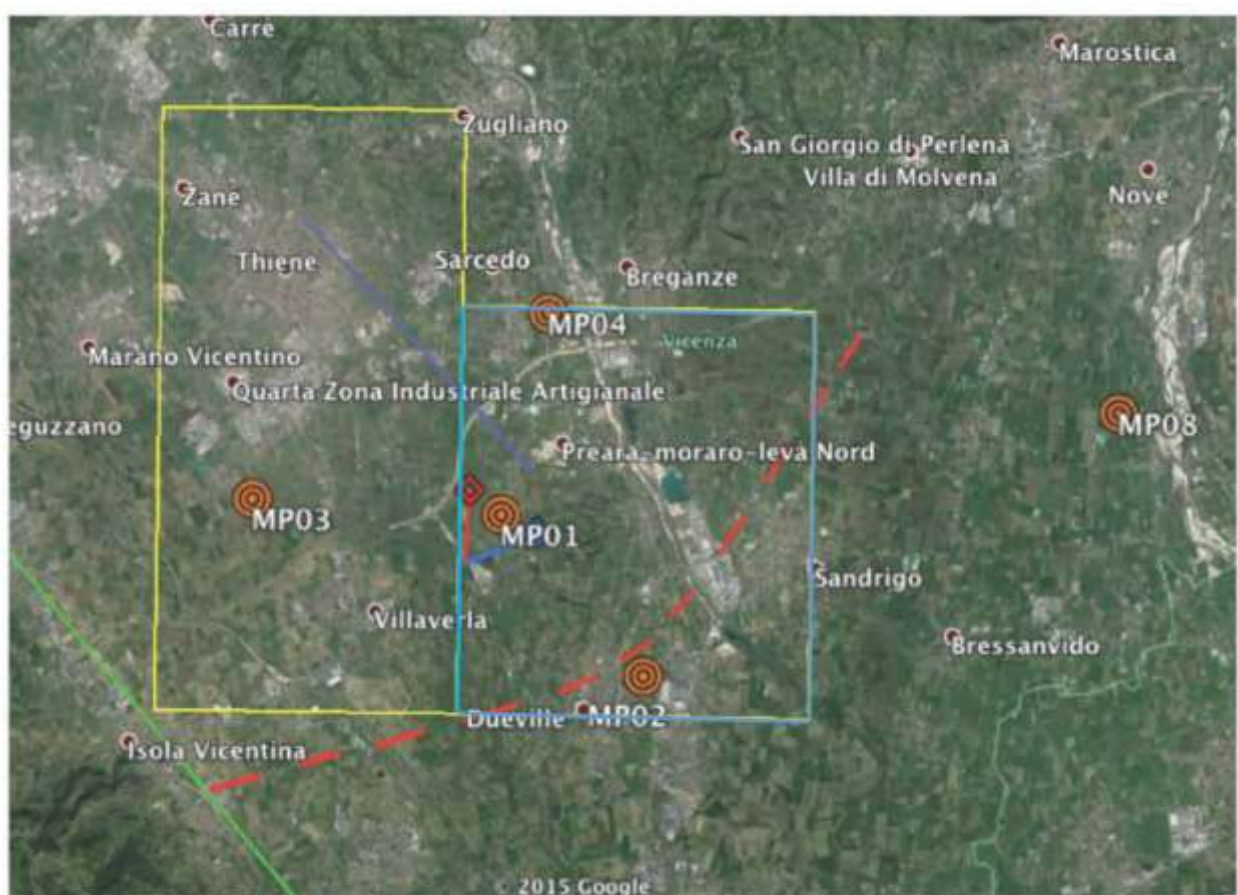 Carre
Marostica
Zugliano
San Giorgio di Perlena
Villa di Molvena
Zane
Nove
Thiene
Sarcedo
Breganze
MP04
Vicenza
Marano Vicentino
Quarta Zona Industriale Artigianale
eguzzano
MP08
Preara-moraro-leva Nord
MP03
MP01
Sandrigo
Villaverla
Bressanvido
Dueville
MP02
Isola Vicentina
© 2015 Google